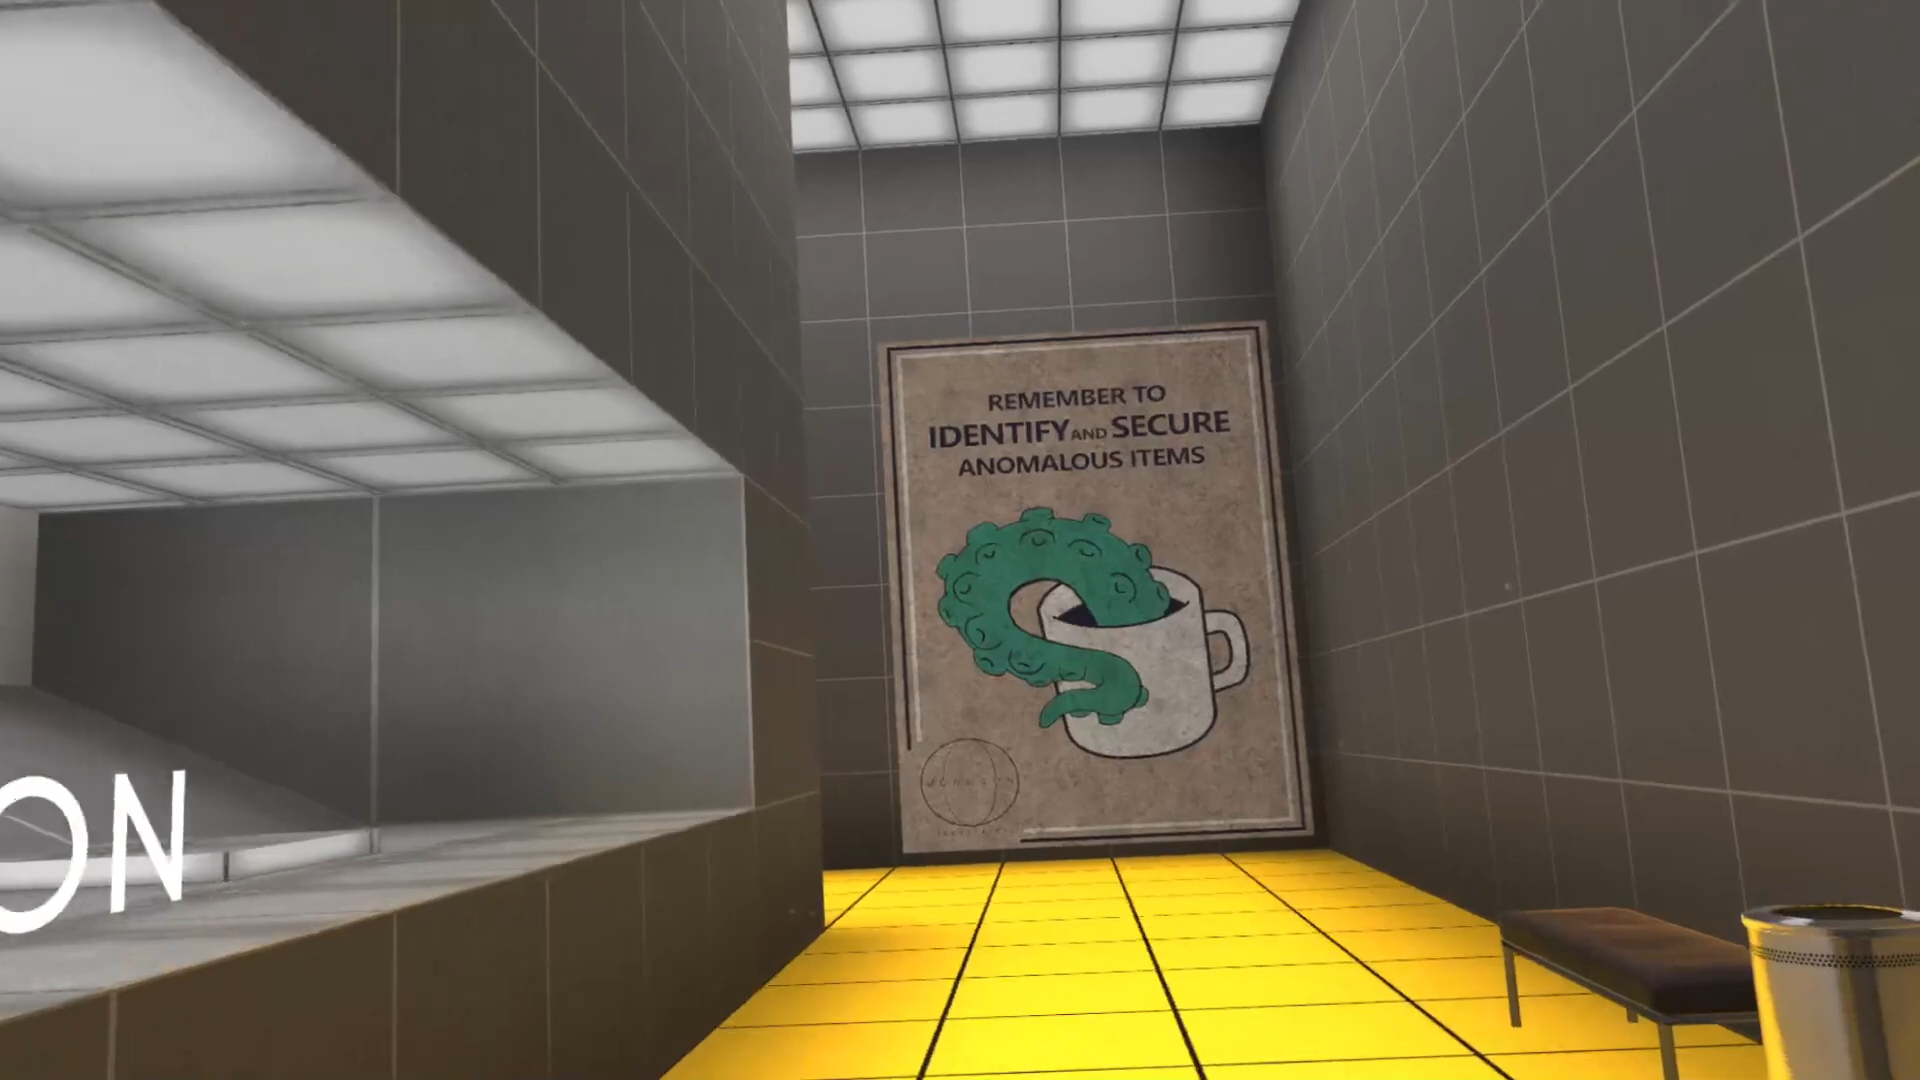 REMEMBER TO
IDENTIFY AND SECURE
ANOMALOUS ITEMS
ON